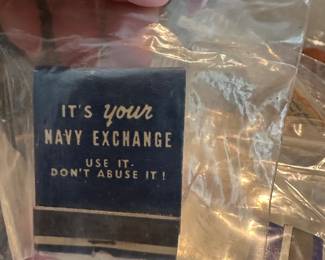 IT'S your
NAVY EXCHANGE
USE IT-
DON'T ABUSE IT!